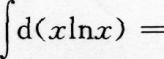 ∫d(xlnx) =